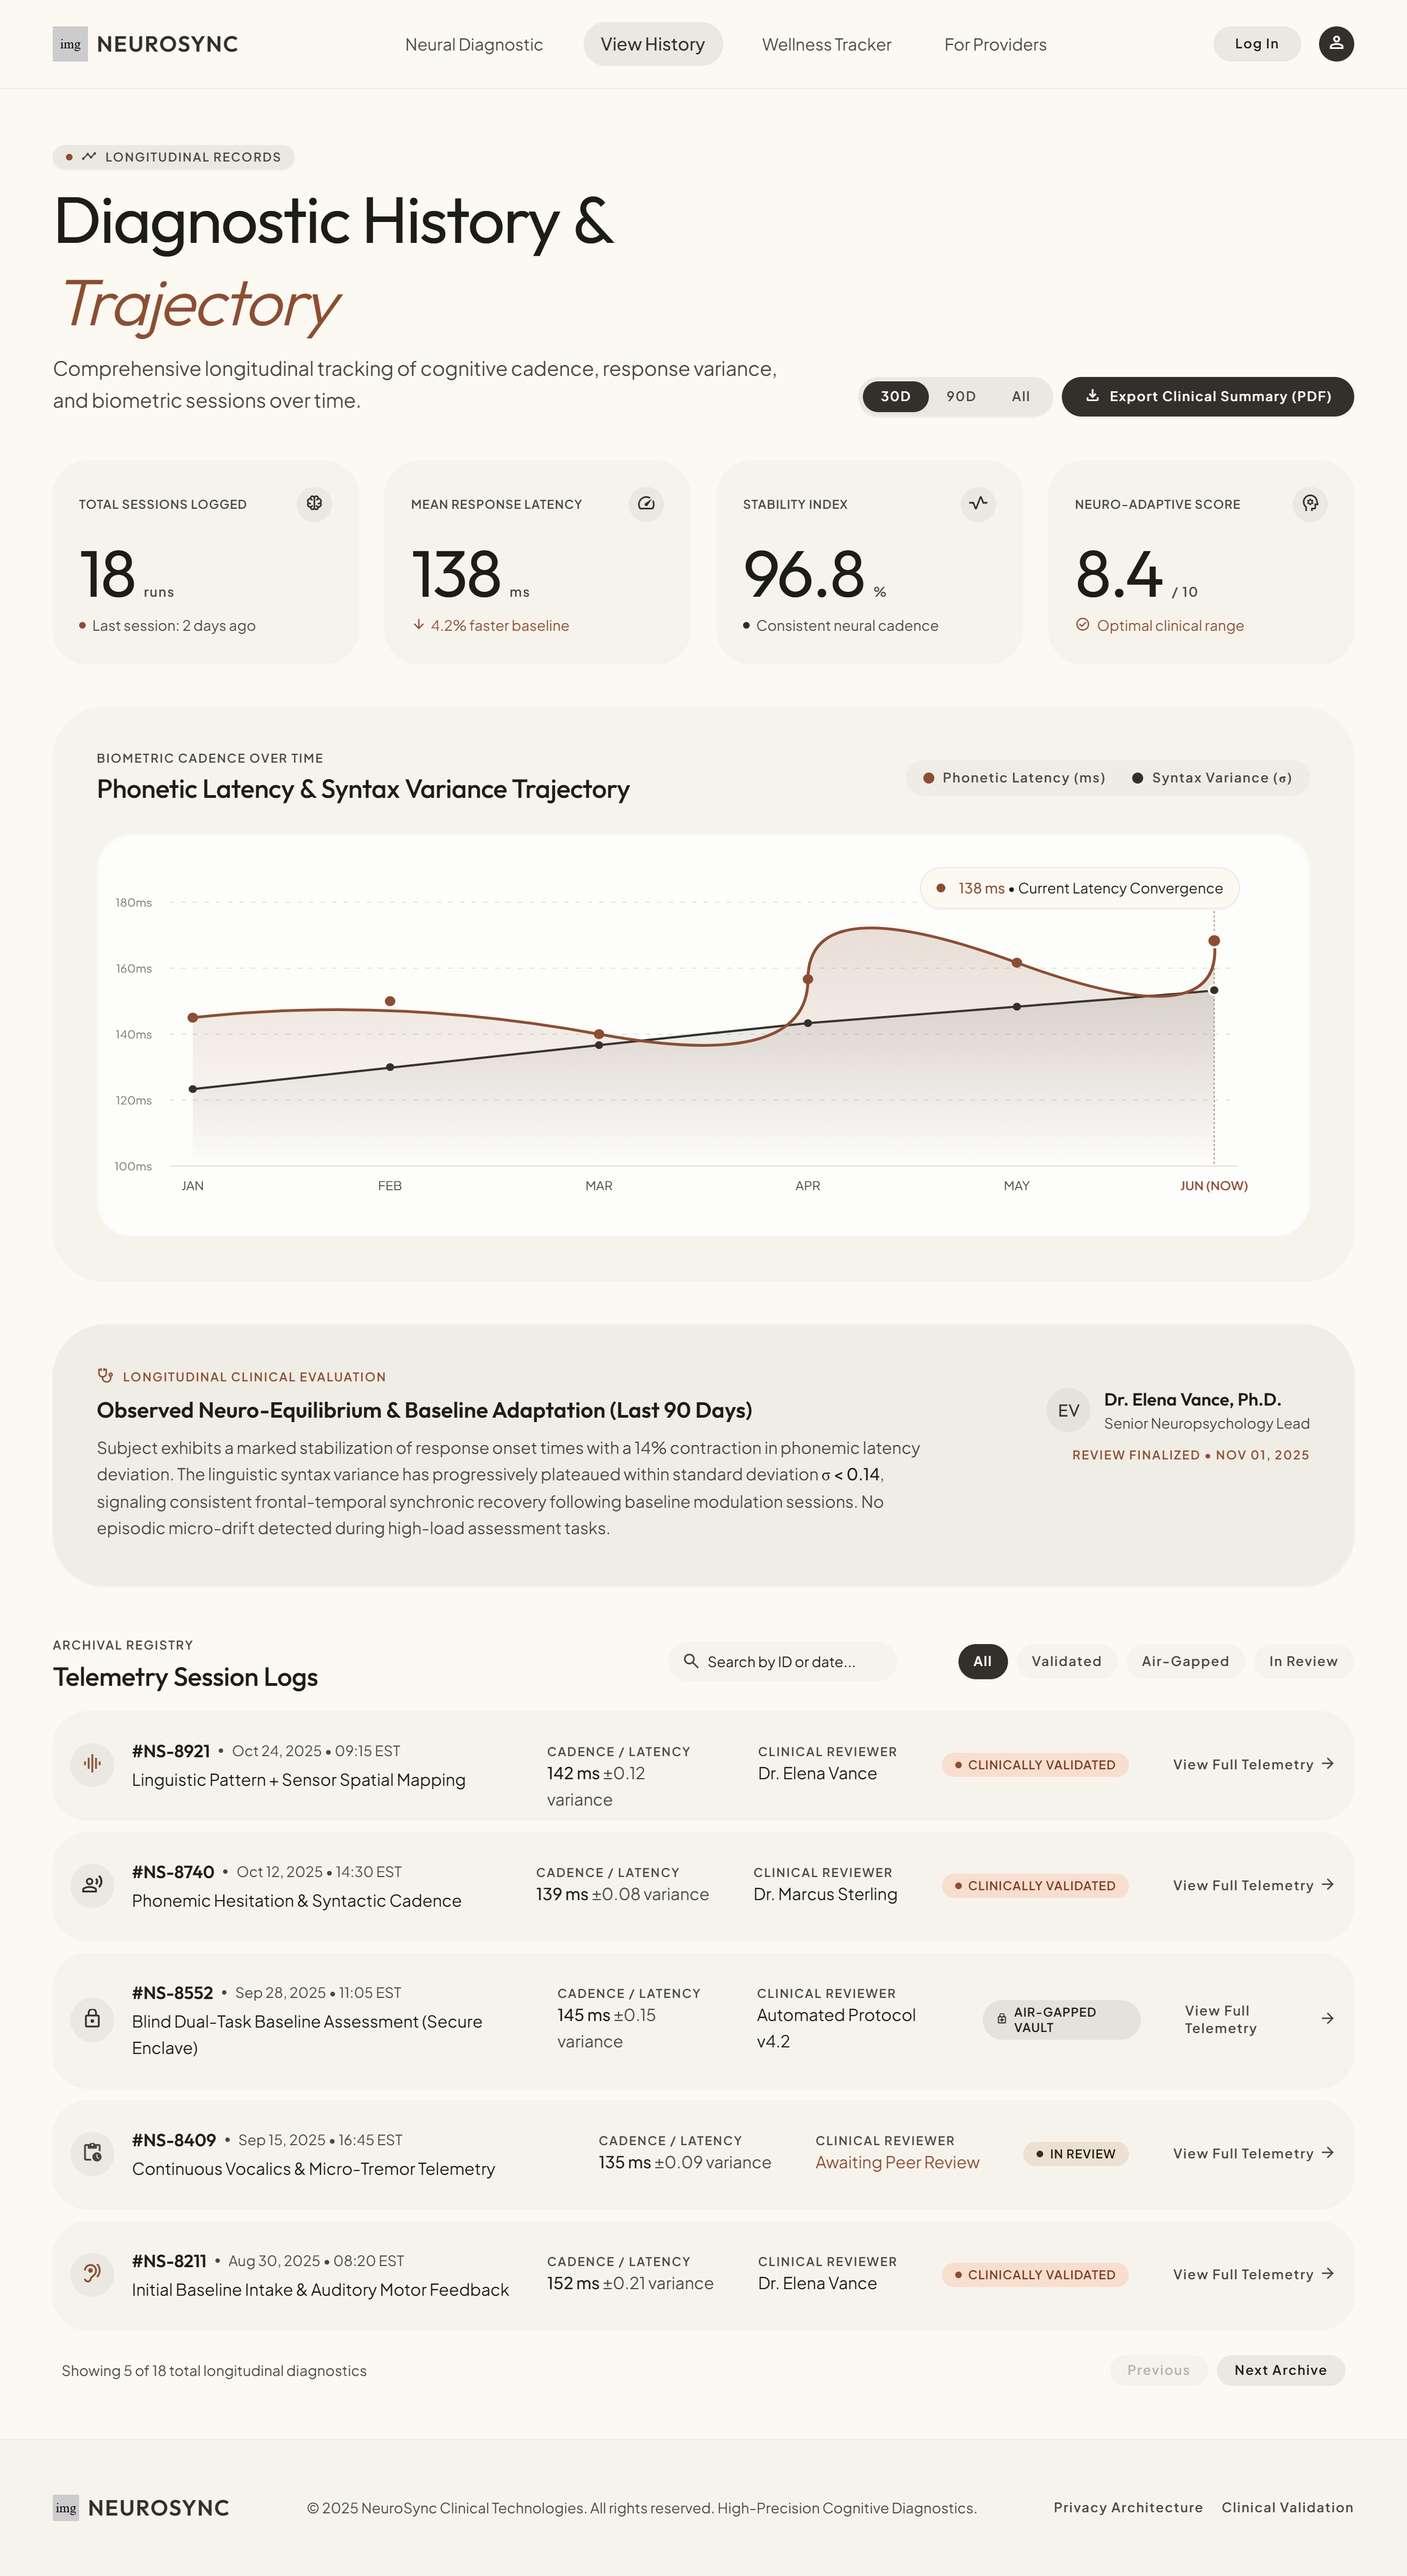 img NEUROSYNC
Neural Diagnostic
View History
Wellness Tracker
For Providers
Log In
LONGITUDINAL RECORDS
Diagnostic History &
Trajectory
Comprehensive longitudinal tracking of cognitive cadence, response variance,
and biometric sessions over time.
30D
90D
All
Export Clinical Summary (PDF)
TOTAL SESSIONS LOGGED
18 runs
Last session: 2 days ago
MEAN RESPONSE LATENCY
138 ms
4.2% faster baseline
STABILITY INDEX
96.8 %
Consistent neural cadence
NEURO-ADAPTIVE SCORE
8.4 / 10
Optimal clinical range
BIOMETRIC CADENCE OVER TIME
Phonetic Latency & Syntax Variance Trajectory
Phonetic Latency (ms)
Syntax Variance (σ)
138 ms • Current Latency Convergence
180ms
160ms
140ms
120ms
100ms
JAN
FEB
MAR
APR
MAY
JUN (NOW)
LONGITUDINAL CLINICAL EVALUATION
Observed Neuro-Equilibrium & Baseline Adaptation (Last 90 Days)
Subject exhibits a marked stabilization of response onset times with a 14% contraction in phonemic latency
deviation. The linguistic syntax variance has progressively plateaued within standard deviation σ < 0.14,
signaling consistent frontal-temporal synchronic recovery following baseline modulation sessions. No
episodic micro-drift detected during high-load assessment tasks.
EV
Dr. Elena Vance, Ph.D.
Senior Neuropsychology Lead
REVIEW FINALIZED • NOV 01, 2025
ARCHIVAL REGISTRY
Telemetry Session Logs
Search by ID or date...
All
Validated
Air-Gapped
In Review
#NS-8921 • Oct 24, 2025 • 09:15 EST
Linguistic Pattern + Sensor Spatial Mapping
CADENCE / LATENCY
142 ms ±0.12
variance
CLINICAL REVIEWER
Dr. Elena Vance
CLINICALLY VALIDATED
View Full Telemetry
#NS-8740 • Oct 12, 2025 • 14:30 EST
Phonemic Hesitation & Syntactic Cadence
CADENCE / LATENCY
139 ms ±0.08 variance
CLINICAL REVIEWER
Dr. Marcus Sterling
CLINICALLY VALIDATED
View Full Telemetry
#NS-8552 • Sep 28, 2025 • 11:05 EST
Blind Dual-Task Baseline Assessment (Secure
Enclave)
CADENCE / LATENCY
145 ms ±0.15
variance
CLINICAL REVIEWER
Automated Protocol
v4.2
AIR-GAPPED
VAULT
View Full
Telemetry
#NS-8409 • Sep 15, 2025 • 16:45 EST
Continuous Vocalics & Micro-Tremor Telemetry
CADENCE / LATENCY
135 ms ±0.09 variance
CLINICAL REVIEWER
Awaiting Peer Review
IN REVIEW
View Full Telemetry
#NS-8211 • Aug 30, 2025 • 08:20 EST
Initial Baseline Intake & Auditory Motor Feedback
CADENCE / LATENCY
152 ms ±0.21 variance
CLINICAL REVIEWER
Dr. Elena Vance
CLINICALLY VALIDATED
View Full Telemetry
Showing 5 of 18 total longitudinal diagnostics
Previous
Next Archive
img NEUROSYNC
© 2025 NeuroSync Clinical Technologies. All rights reserved. High-Precision Cognitive Diagnostics.
Privacy Architecture
Clinical Validation